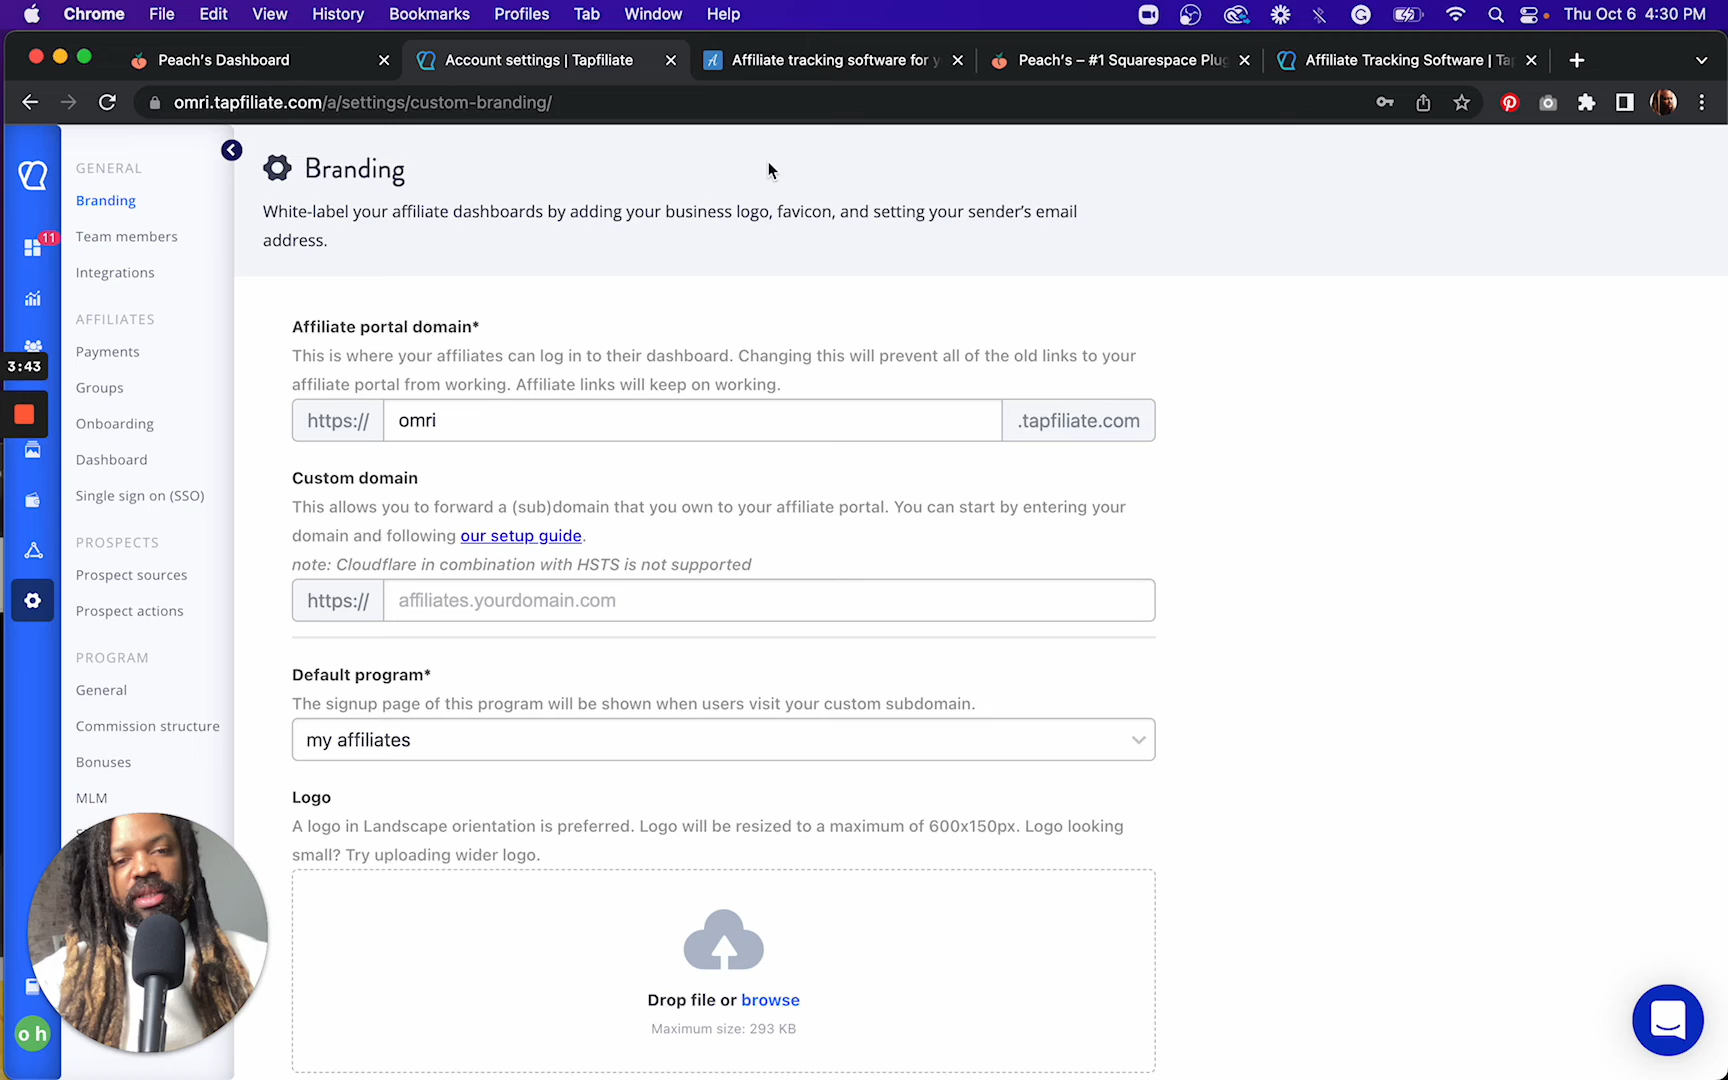 Chrome File Edit View History Bookmarks Profiles Tab Window Help Thu Oct 6 4:30 PM
Peach's Dashboard
Account settings | Tapfiliate
Affiliate tracking software for y
Peach's – #1 Squarespace Plug
Affiliate Tracking Software | Tap
omri.tapfiliate.com/a/settings/custom-branding/
11
3:43
o h
GENERAL
Branding
Team members
Integrations
AFFILIATES
Payments
Groups
Onboarding
Dashboard
Single sign on (SSO)
PROSPECTS
Prospect sources
Prospect actions
PROGRAM
General
Commission structure
Bonuses
MLM
Branding
White-label your affiliate dashboards by adding your business logo, favicon, and setting your sender's email
address.
Affiliate portal domain*
This is where your affiliates can log in to their dashboard. Changing this will prevent all of the old links to your
affiliate portal from working. Affiliate links will keep on working.
https:// omri .tapfiliate.com
Custom domain
This allows you to forward a (sub)domain that you own to your affiliate portal. You can start by entering your
domain and following our setup guide.
note: Cloudflare in combination with HSTS is not supported
https:// affiliates.yourdomain.com
Default program*
The signup page of this program will be shown when users visit your custom subdomain.
my affiliates
Logo
A logo in Landscape orientation is preferred. Logo will be resized to a maximum of 600x150px. Logo looking
small? Try uploading wider logo.
Drop file or browse
Maximum size: 293 KB